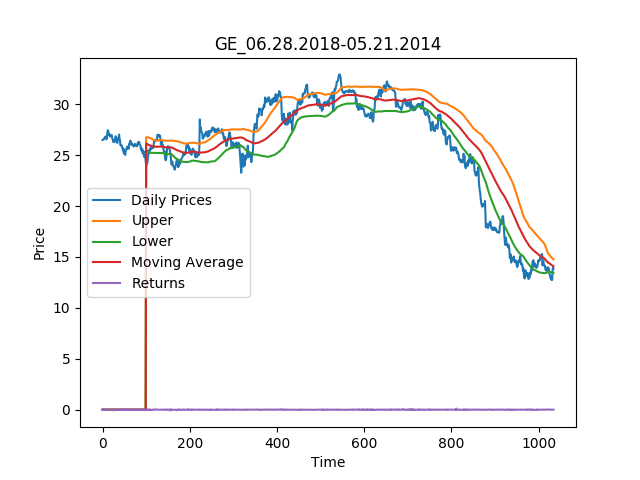 GE_06.28.2018-05.21.2014
Price
30
25
20
15
10
5
0
Daily Prices
Upper
Lower
Moving Average
Returns
0 200 400 600 800 1000
Time